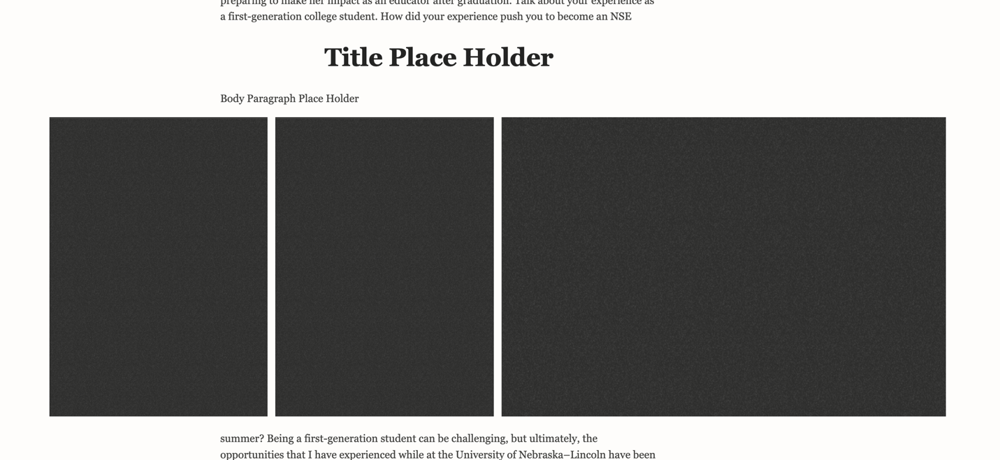 preparing to make her impact as an educator after graduation. Talk about your experience as
a first-generation college student. How did your experience push you to become an NSE
Title Place Holder
Body Paragraph Place Holder
summer? Being a first-generation student can be challenging, but ultimately, the
opportunities that I have experienced while at the University of Nebraska–Lincoln have been